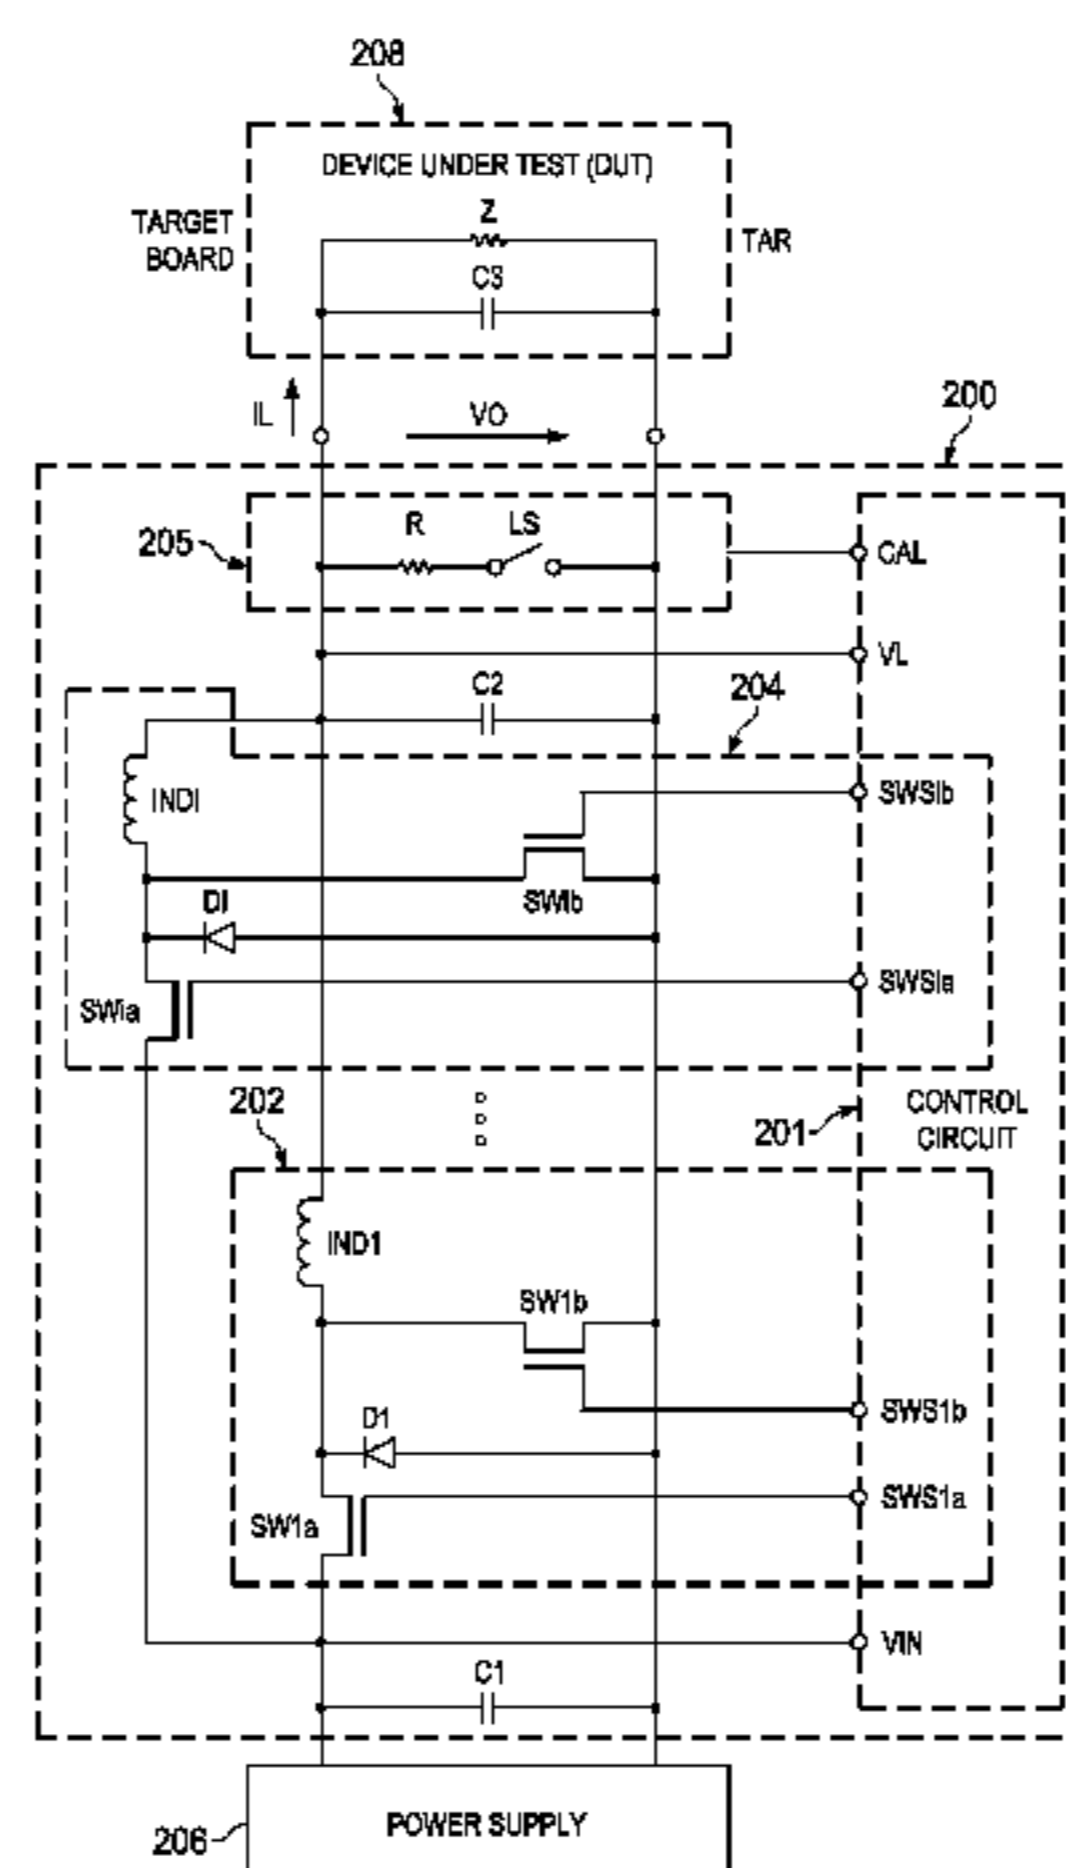 208
DEVICE UNDER TEST (DUT)
TARGET
BOARD
Z
TAR
C3
IL
VO
200
205
R
LS
CAL
VL
C2
204
INDI
SWSIb
SWIb
DI
SWIa
SWSIa
202
201
CONTROL
CIRCUIT
IND1
SW1b
SWS1b
D1
SW1a
SWS1a
VIN
C1
POWER SUPPLY
206